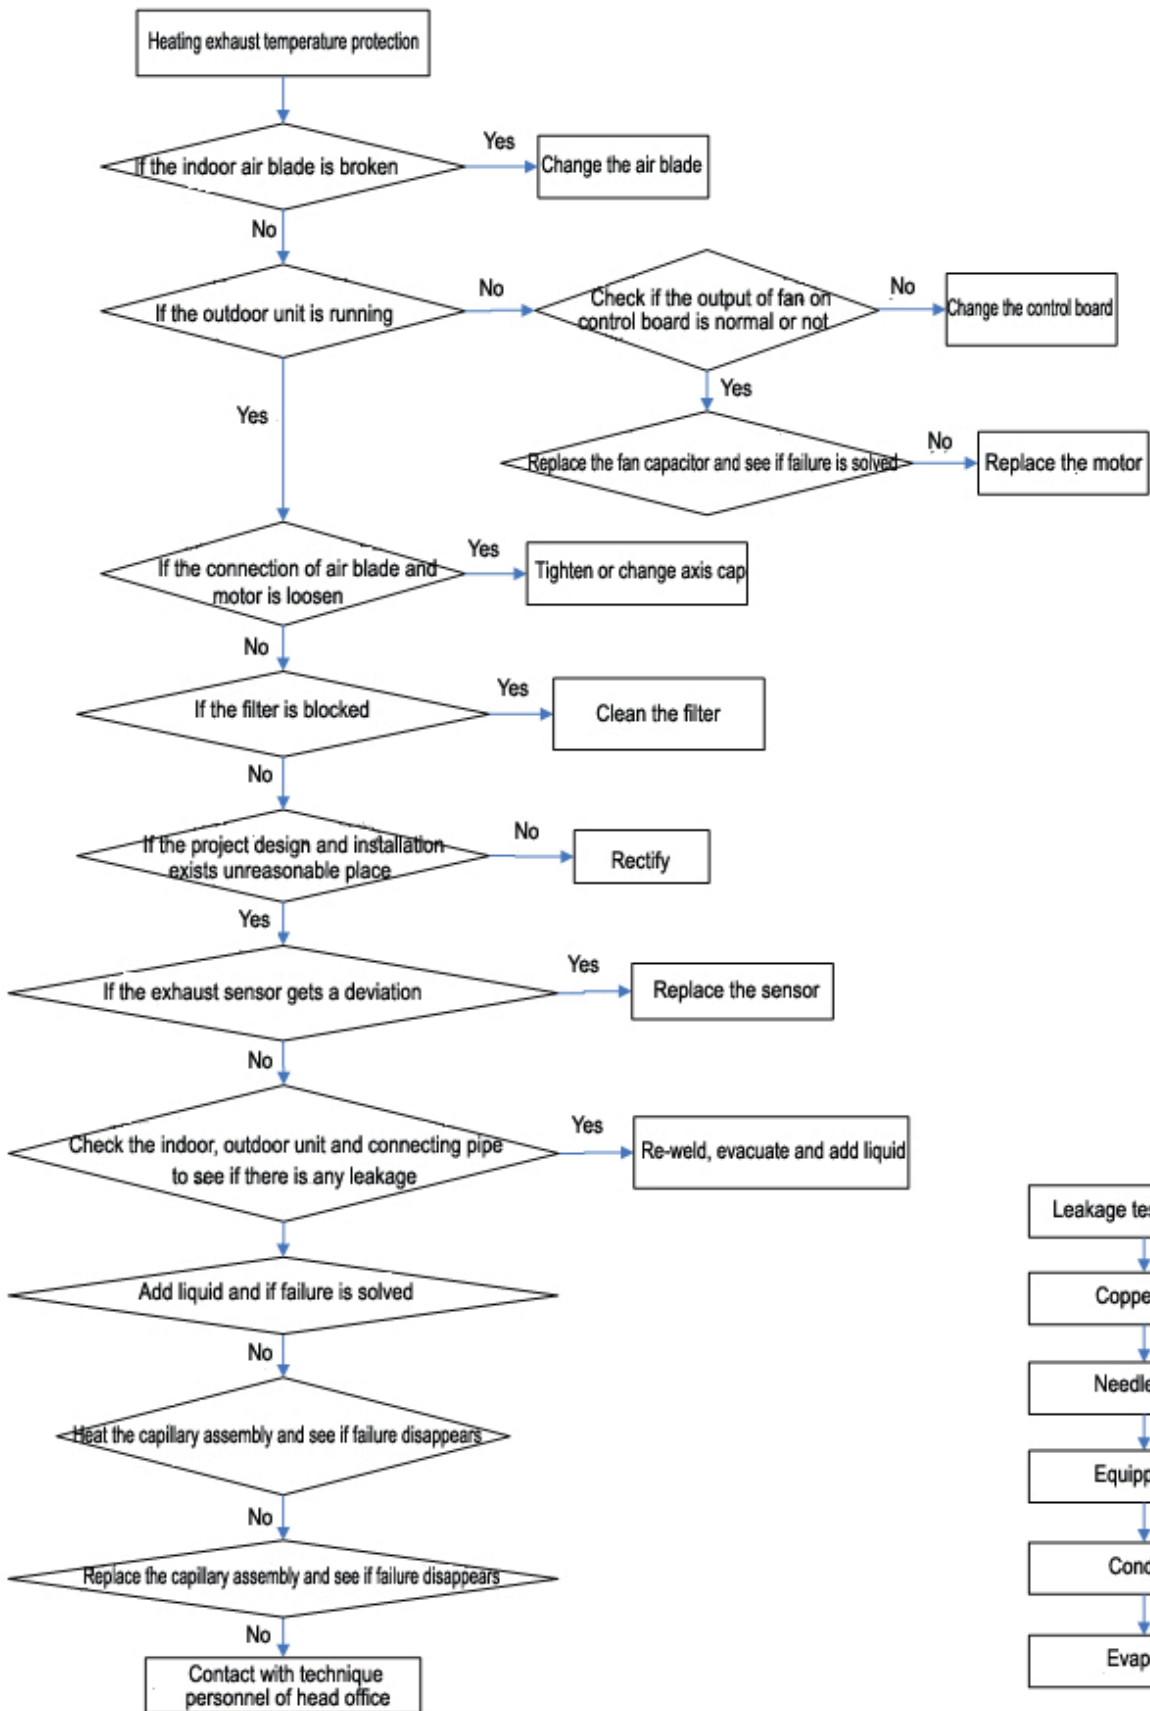 Heating exhaust temperature protection
If the indoor air blade is broken
Yes
Change the air blade
No
If the outdoor unit is running
No
Check if the output of fan on
control board is normal or not
No
Change the control board
Yes
Yes
Replace the fan capacitor and see if failure is solved
No
Replace the motor
If the connection of air blade and
motor is loosen
Yes
Tighten or change axis cap
No
If the filter is blocked
Yes
Clean the filter
No
If the project design and installation
exists unreasonable place
No
Rectify
Yes
If the exhaust sensor gets a deviation
Yes
Replace the sensor
No
Check the indoor, outdoor unit and connecting pipe
to see if there is any leakage
Yes
Re-weld, evacuate and add liquid
Add liquid and if failure is solved
No
Heat the capillary assembly and see if failure disappears
No
Replace the capillary assembly and see if failure disappears
No
Contact with technique
personnel of head office
Leakage tes
Coppe
Needle
Equipp
Conc
Evap